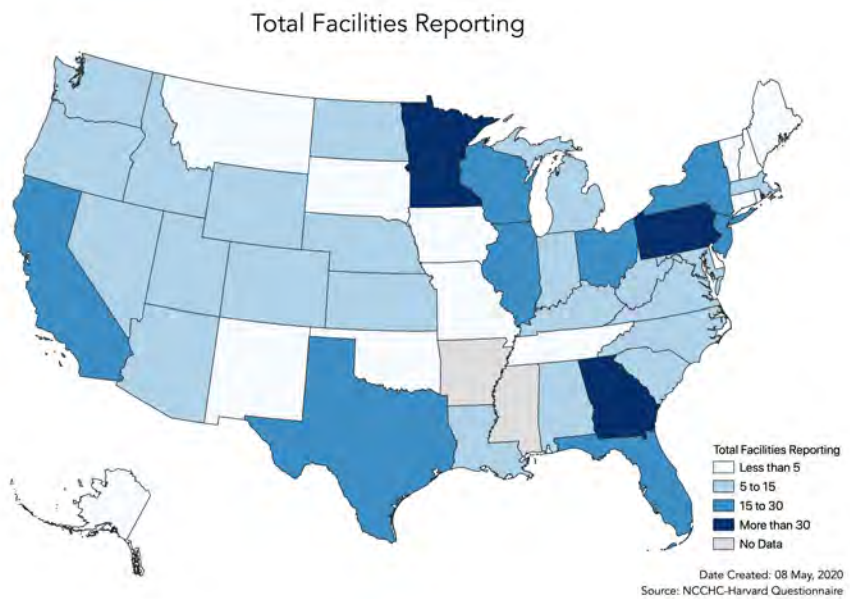 Total Facilities Reporting
Total Facilities Reporting
Less than 5
5 to 15
15 to 30
More than 30
No Data
Date Created: 08 May, 2020
Source: NCCHC-Harvard Questionnaire